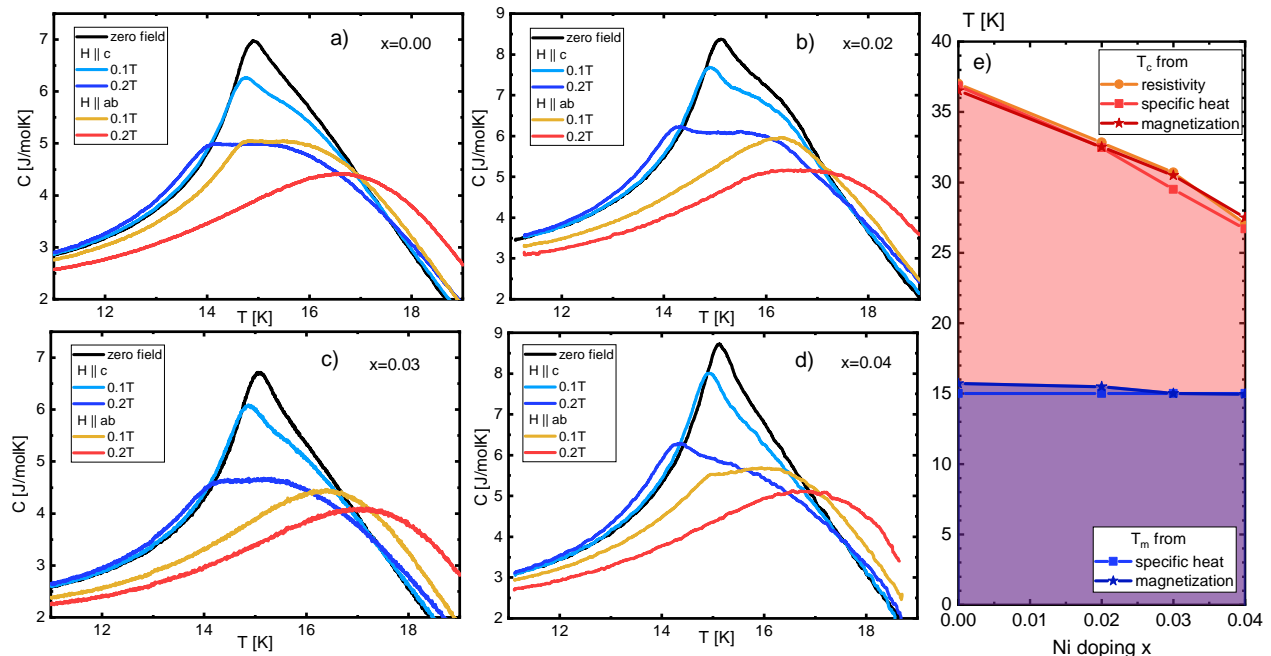 a)
x=0.00
zero field
H || c
0.1T
0.2T
H || ab
0.1T
0.2T
C [J/molK]
7
6
5
4
3
2
12 14 16 18
T [K]
b)
x=0.02
zero field
H || c
0.1T
0.2T
H || ab
0.1T
0.2T
C [J/molK]
9
8
7
6
5
4
3
2
12 14 16 18
T [K]
c)
x=0.03
zero field
H || c
0.1T
0.2T
H || ab
0.1T
0.2T
C [J/molK]
7
6
5
4
3
2
12 14 16 18
T [K]
d)
x=0.04
zero field
H || c
0.1T
0.2T
H || ab
0.1T
0.2T
C [J/molK]
9
8
7
6
5
4
3
2
12 14 16 18
T [K]
T [K]
e)
T_c from
resistivity
specific heat
magnetization
40
35
30
25
20
15
10
5
0
T_m from
specific heat
magnetization
0.00 0.01 0.02 0.03 0.04
Ni doping x